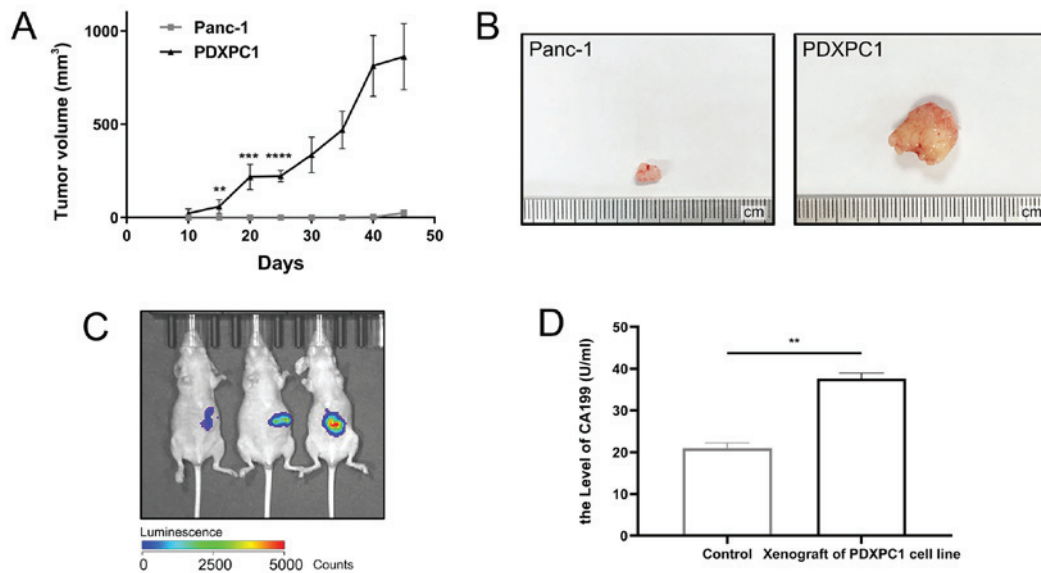 A
Tumor volume (mm³)
1000
500
0
Panc-1
PDXPC1
**
***
****
0
10
20
30
40
50
Days
B
Panc-1
cm
PDXPC1
cm
C
Luminescence
0
2500
5000
Counts
D
the Level of CA199 (U/ml)
50
40
30
20
10
0
**
Control
Xenograft of PDXPC1 cell line